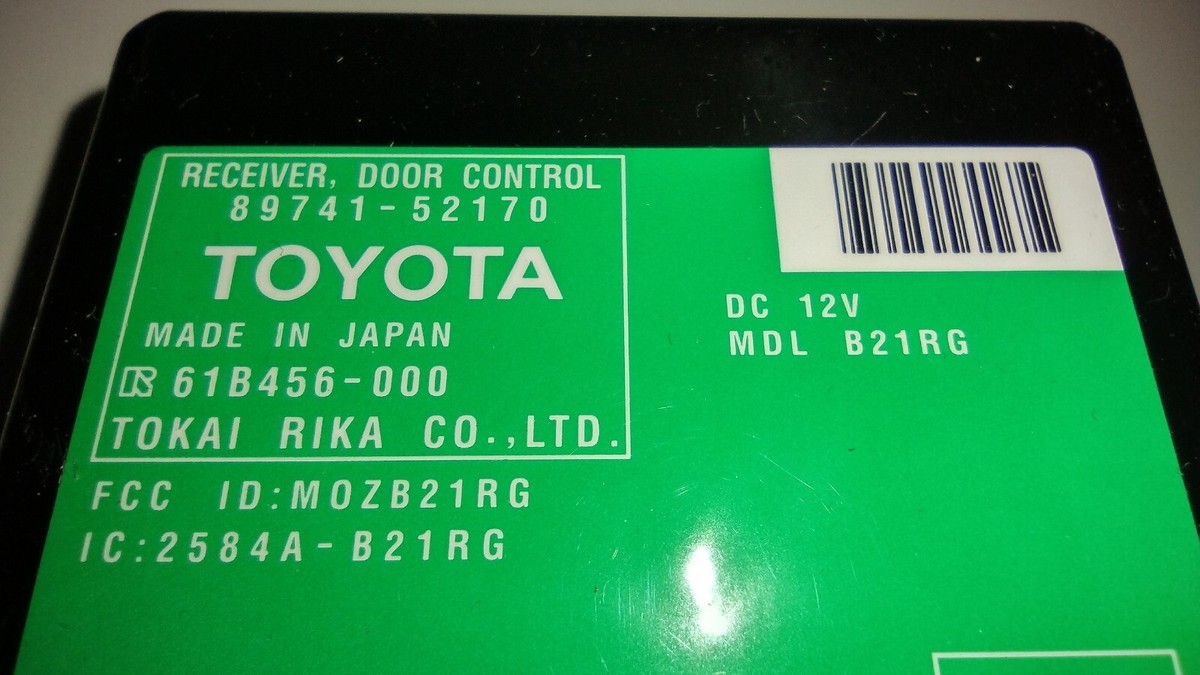 RECEIVER, DOOR CONTROL
89741-52170
TOYOTA
MADE IN JAPAN
61B456-000
TOKAI RIKA CO.,LTD.
FCC ID:MOZB21RG
IC:2584A-B21RG
DC 12V
MDL B21RG